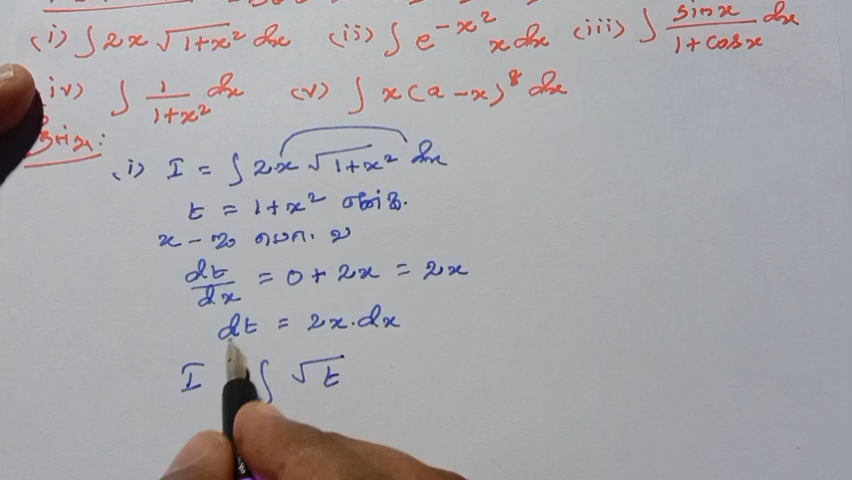 (i) ∫ 2x √1+x² dx (ii) ∫ e^-x² x dx (iii) ∫ sinx/1+cosx dx
iv) ∫ 1/1+x² dx (v) ∫ x(a-x)⁸ dx
(i) I = ∫ 2x √1+x² dx
t = 1+x² என்க.
x -
dt/dx = 0 + 2x = 2x
dt = 2x.dx
I ∫ √t